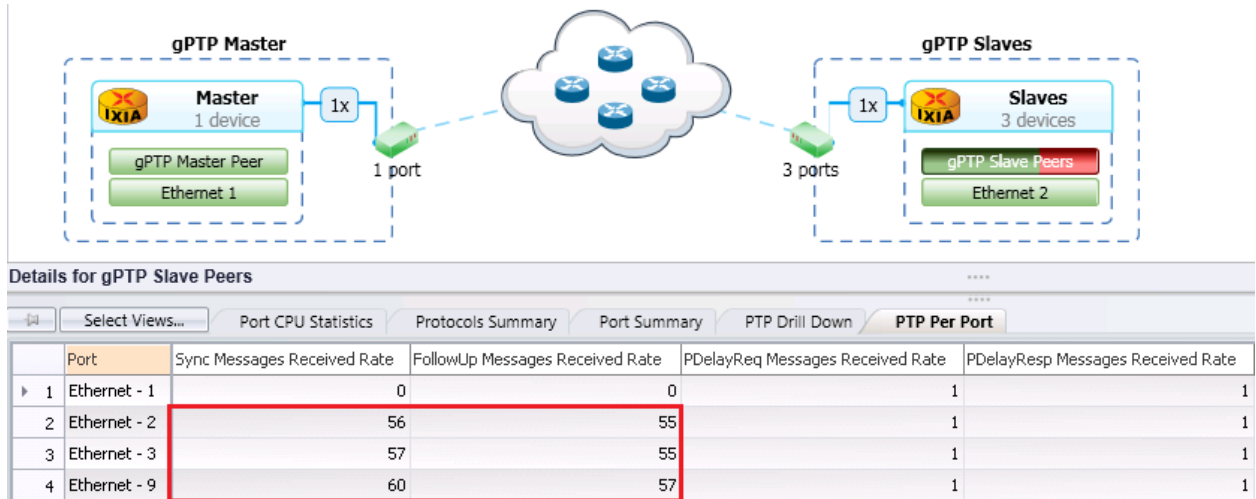 gPTP Master
gPTP Slaves
IXIA
Master
1 device
1x
gPTP Master Peer
Ethernet 1
1 port
3 ports
1x
IXIA
Slaves
3 devices
gPTP Slave Peers
Ethernet 2
Details for gPTP Slave Peers
Select Views... Port CPU Statistics Protocols Summary Port Summary PTP Drill Down PTP Per Port
Port Sync Messages Received Rate FollowUp Messages Received Rate PDelayReq Messages Received Rate PDelayResp Messages Received Rate
1 Ethernet - 1 0 0 1 1
2 Ethernet - 2 56 55 1 1
3 Ethernet - 3 57 55 1 1
4 Ethernet - 9 60 57 1 1